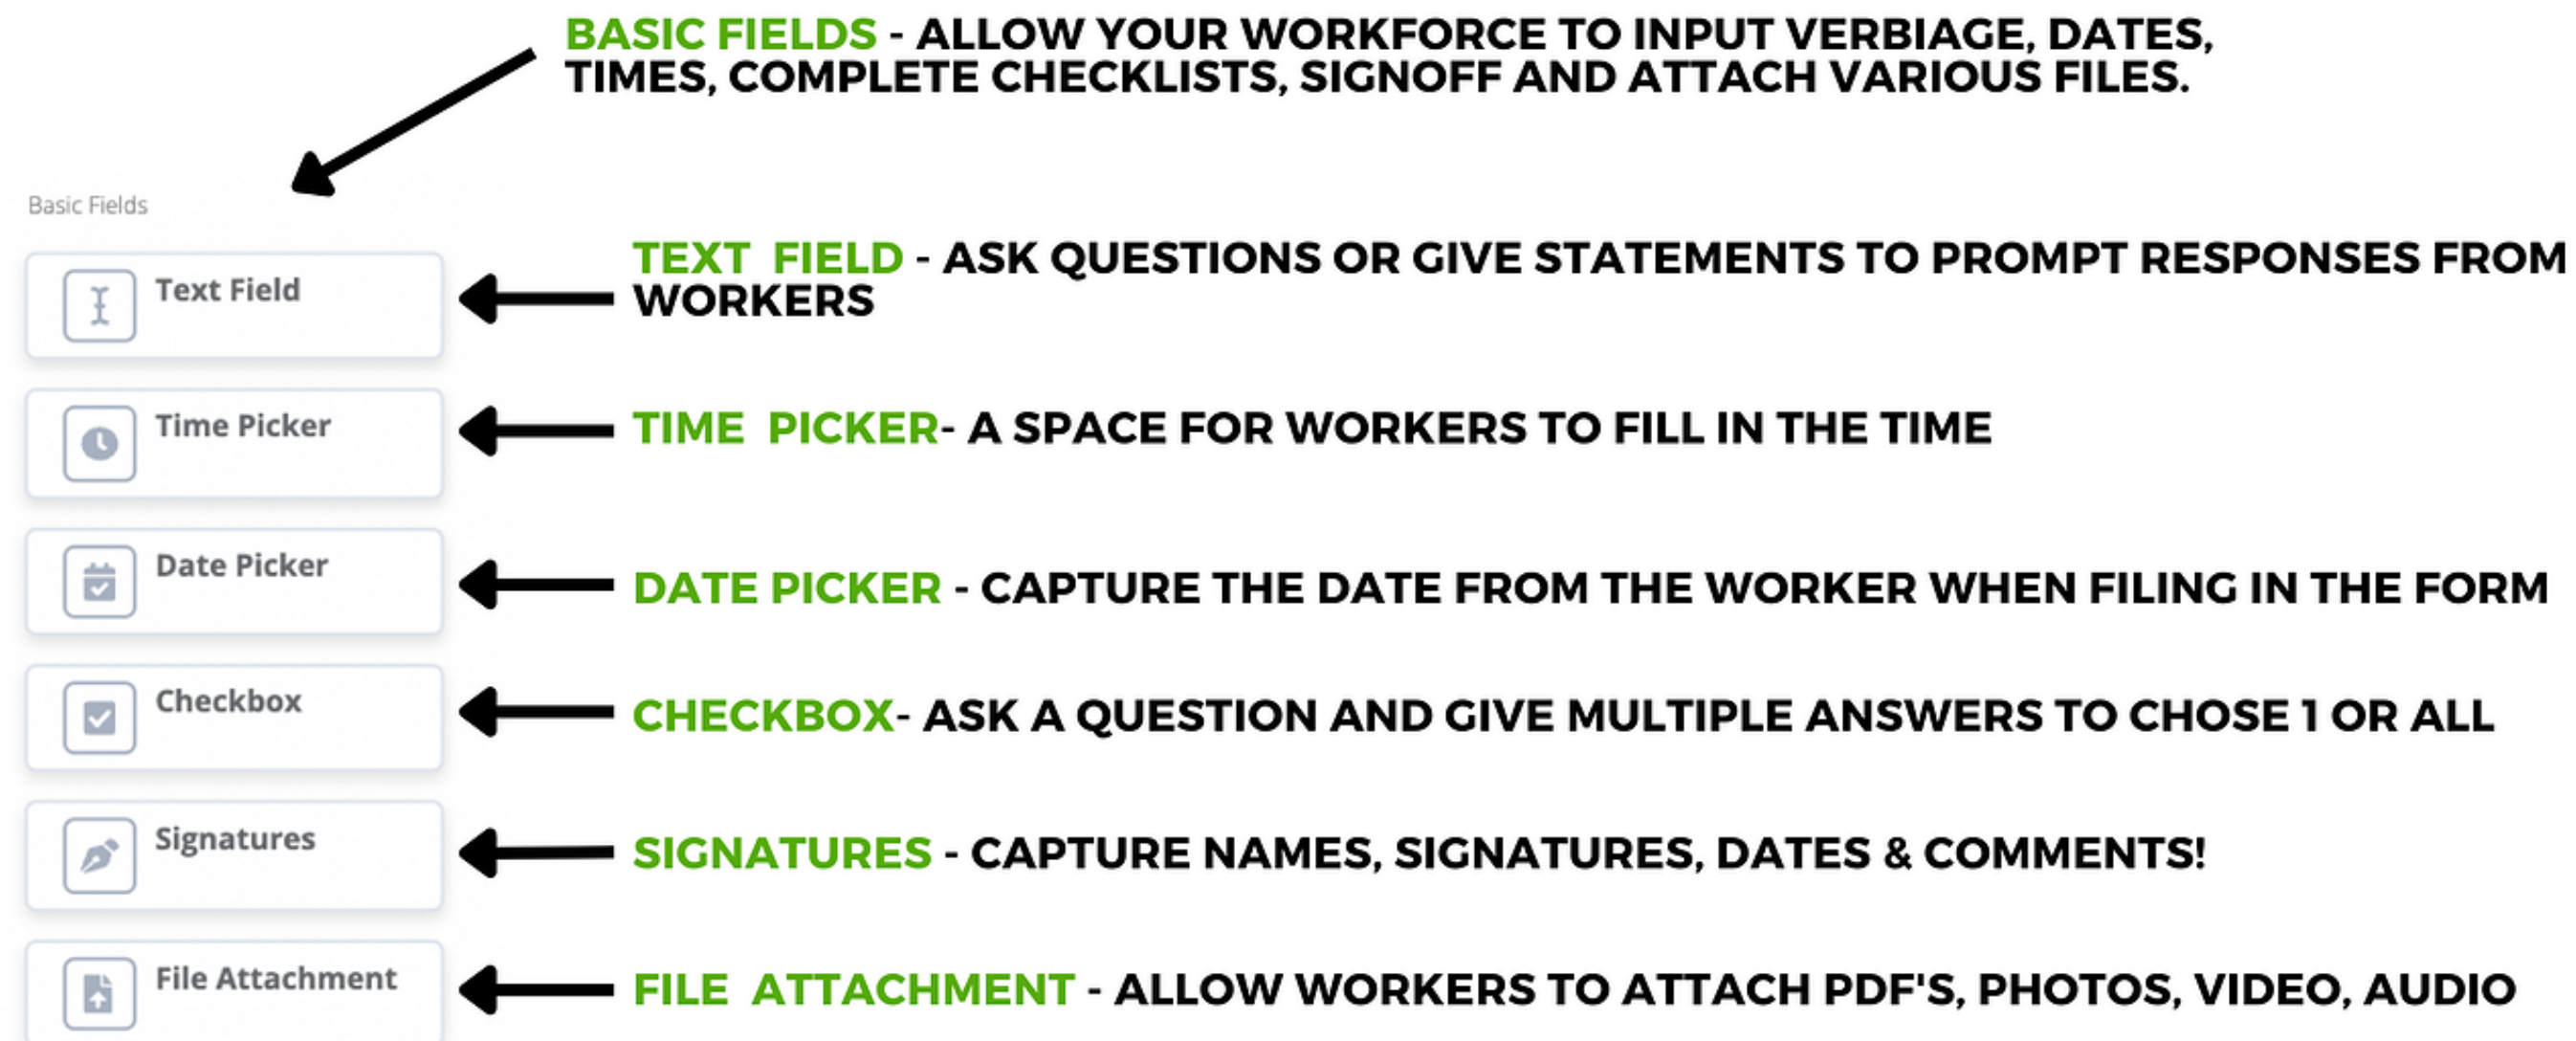 BASIC FIELDS - ALLOW YOUR WORKFORCE TO INPUT VERBIAGE, DATES,
TIMES, COMPLETE CHECKLISTS, SIGNOFF AND ATTACH VARIOUS FILES.
Basic Fields
Text Field
TEXT FIELD - ASK QUESTIONS OR GIVE STATEMENTS TO PROMPT RESPONSES FROM
WORKERS
Time Picker
TIME PICKER- A SPACE FOR WORKERS TO FILL IN THE TIME
Date Picker
DATE PICKER - CAPTURE THE DATE FROM THE WORKER WHEN FILING IN THE FORM
Checkbox
CHECKBOX- ASK A QUESTION AND GIVE MULTIPLE ANSWERS TO CHOSE 1 OR ALL
Signatures
SIGNATURES - CAPTURE NAMES, SIGNATURES, DATES & COMMENTS!
File Attachment
FILE ATTACHMENT - ALLOW WORKERS TO ATTACH PDF'S, PHOTOS, VIDEO, AUDIO